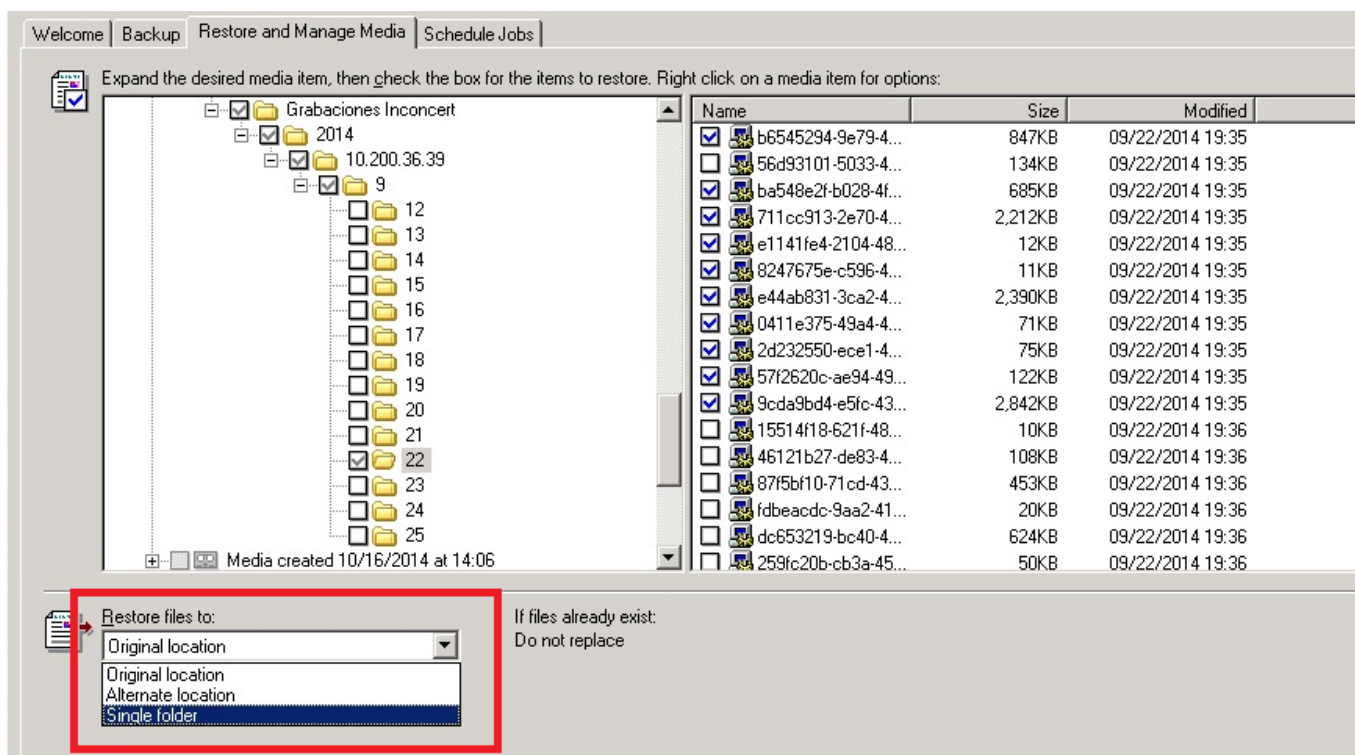 Welcome Backup Restore and Manage Media Schedule Jobs
Expand the desired media item, then check the box for the items to restore. Right click on a media item for options:
Grabaciones Inconcert
2014
10.200.36.39
9
12
13
14
15
16
17
18
19
20
21
22
23
24
25
Media created 10/16/2014 at 14:06
Name Size Modified
b6545294-9e79-4... 847KB 09/22/2014 19:35
56d93101-5033-4... 134KB 09/22/2014 19:35
ba548e2f-b028-4f... 685KB 09/22/2014 19:35
711cc913-2e70-4... 2,212KB 09/22/2014 19:35
e1141fe4-2104-48... 12KB 09/22/2014 19:35
8247675e-c596-4... 11KB 09/22/2014 19:35
e44ab831-3ca2-4... 2,390KB 09/22/2014 19:35
0411e375-49a4-4... 71KB 09/22/2014 19:35
2d232550-ece1-4... 75KB 09/22/2014 19:35
57f2620c-ae94-49... 122KB 09/22/2014 19:35
9cda9bd4-e5fc-43... 2,842KB 09/22/2014 19:35
15514f18-621f-48... 10KB 09/22/2014 19:36
46121b27-de83-4... 108KB 09/22/2014 19:36
87f5bf10-71cd-43... 453KB 09/22/2014 19:36
fdbeacdc-9aa2-41... 20KB 09/22/2014 19:36
dc653219-bc40-4... 624KB 09/22/2014 19:36
259fc20b-cb3a-45... 50KB 09/22/2014 19:36
Restore files to:
Original location
Original location
Alternate location
Single folder
If files already exist:
Do not replace